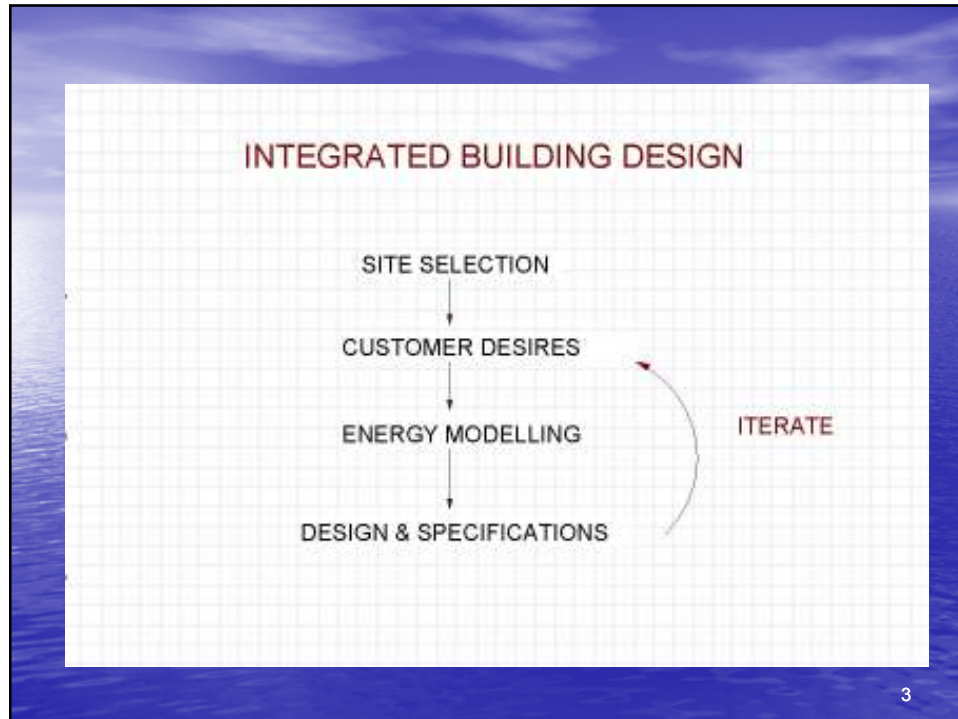 INTEGRATED BUILDING DESIGN
SITE SELECTION
CUSTOMER DESIRES
ENERGY MODELLING
ITERATE
DESIGN & SPECIFICATIONS
3